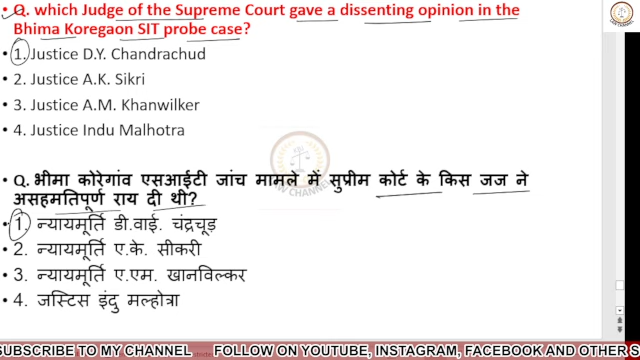 Q. which Judge of the Supreme Court gave a dissenting opinion in the
Bhima Koregaon SIT probe case?
• 1. Justice D.Y. Chandrachud
• 2. Justice A.K. Sikri
• 3. Justice A.M. Khanwilker
• 4. Justice Indu Malhotra
Q. भीमा कोरेगांव एसआईटी जांच मामले में सुप्रीम कोर्ट के किस जज ने
असहमतिपूर्ण राय दी थी?
• 1. न्यायमूर्ति डी.वाई. चंद्रचूड़
• 2. न्यायमूर्ति ए.के. सीकरी
• 3. न्यायमूर्ति ए.एम. खानविल्कर
• 4. जस्टिस इंदु मल्होत्रा
SUBSCRIBE TO MY CHANNEL FOLLOW ON YOUTUBE, INSTAGRAM, FACEBOOK AND OTHER S